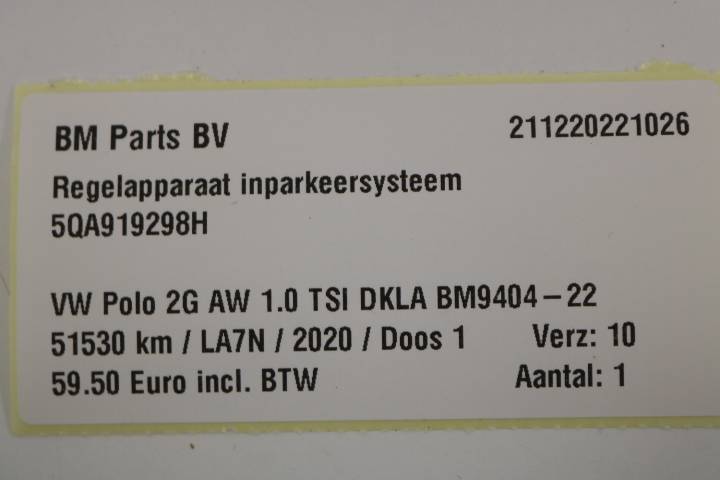 BM Parts BV 211220221026
Regelapparaat inparkeersysteem
5QA919298H
VW Polo 2G AW 1.0 TSI DKLA BM9404-22
51530 km / LA7N / 2020 / Doos 1 Verz: 10
59.50 Euro incl. BTW Aantal: 1